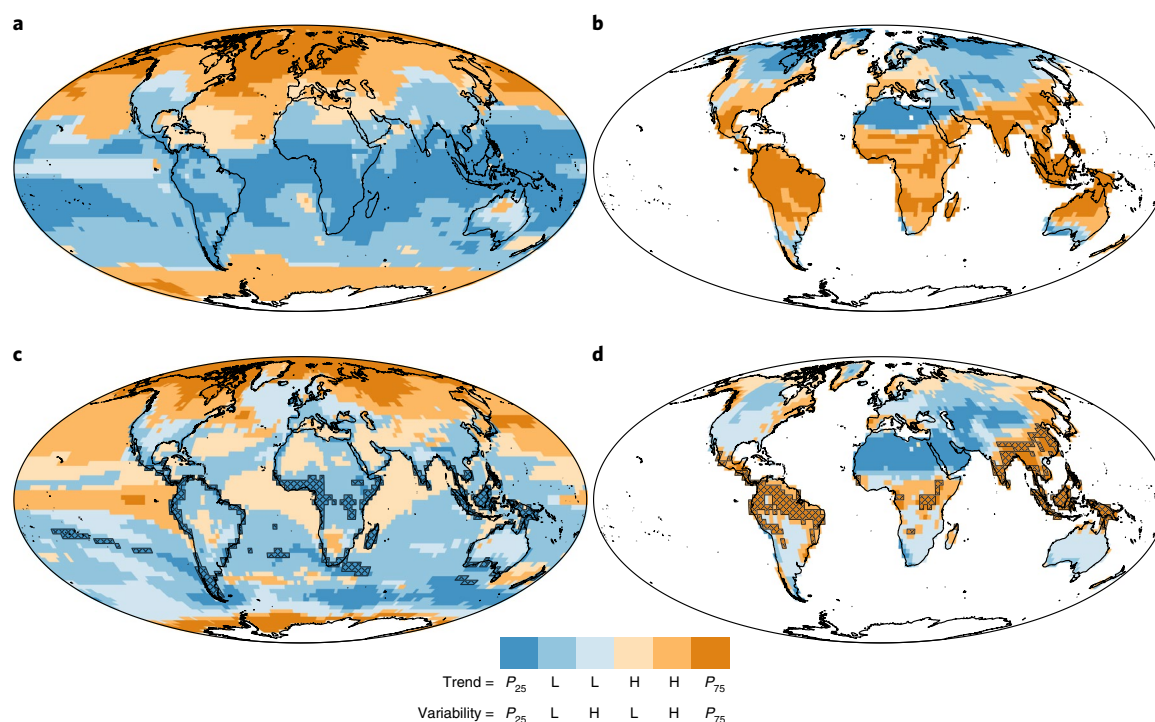 a
b
c
d
Trend = P25 L L H H P75
Variability = P25 L H L H P75